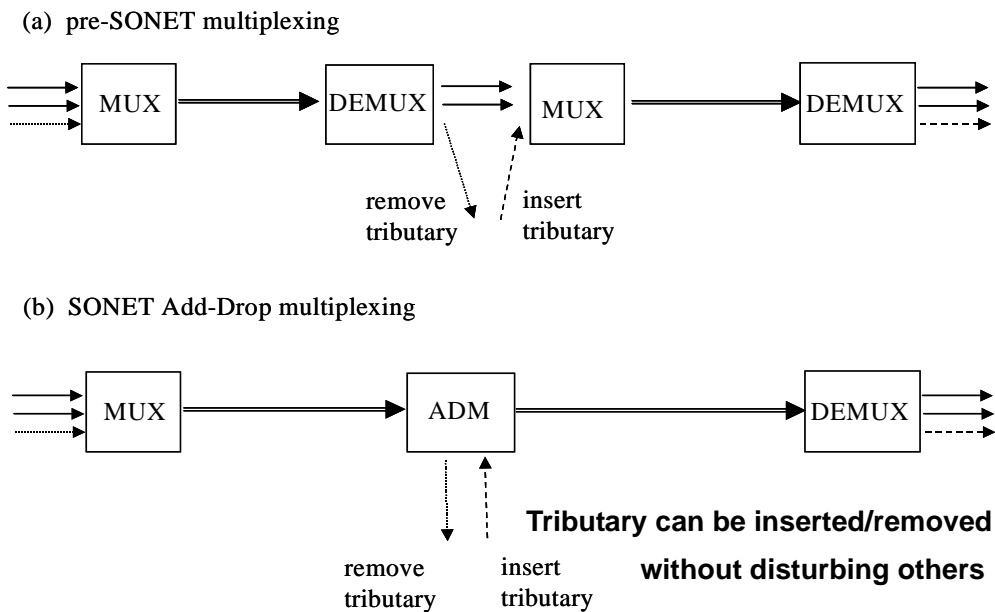 (a) pre-SONET multiplexing
MUX
DEMUX
MUX
DEMUX
remove
tributary
insert
tributary
(b) SONET Add-Drop multiplexing
MUX
ADM
DEMUX
remove
tributary
insert
tributary
Tributary can be inserted/removed
without disturbing others